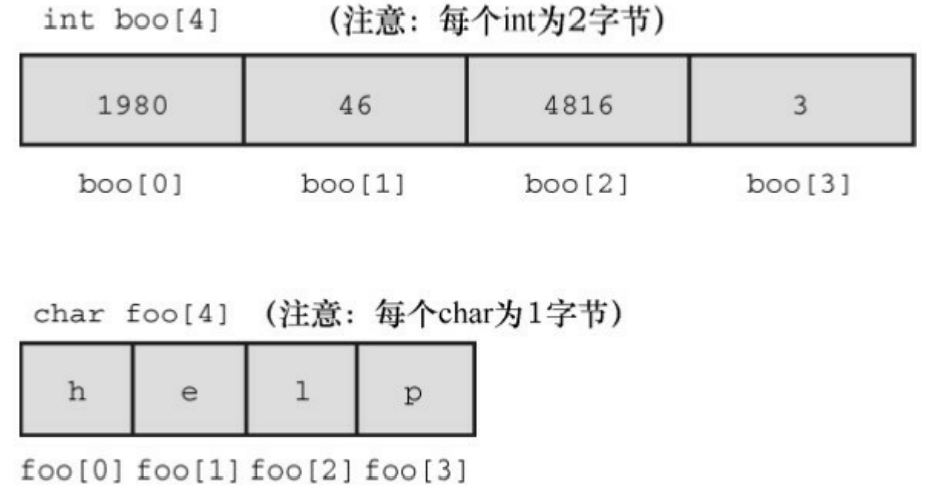 int boo[4] (注意：每个int为2字节)
1980 46 4816 3
boo[0] boo[1] boo[2] boo[3]
char foo[4] (注意：每个char为1字节)
h e l p
foo[0] foo[1] foo[2] foo[3]